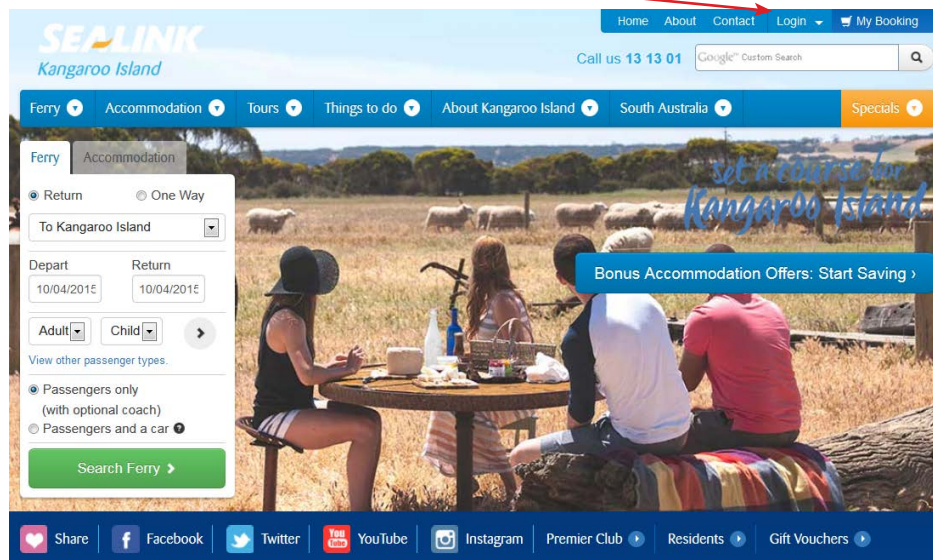 Home About Contact Login My Booking
SEALINK
Kangaroo Island
Call us 13 13 01
Google™ Custom Search
Ferry Accommodation Tours Things to do About Kangaroo Island South Australia Specials
Ferry Accommodation
Return One Way
To Kangaroo Island
Depart Return
10/04/2015 10/04/2015
Adult Child
View other passenger types.
Passengers only
(with optional coach)
Passengers and a car ?
Search Ferry
set a course for
Kangaroo Island
Bonus Accommodation Offers: Start Saving ›
Share Facebook Twitter YouTube Instagram Premier Club Residents Gift Vouchers